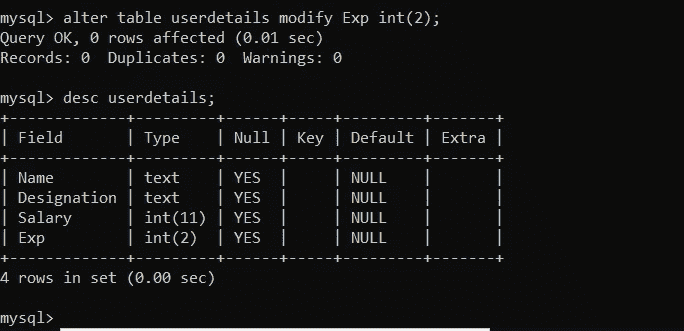 mysql> alter table userdetails modify Exp int(2);
Query OK, 0 rows affected (0.01 sec)
Records: 0  Duplicates: 0  Warnings: 0

mysql> desc userdetails;
+-------------+---------+------+-----+---------+-------+
| Field       | Type    | Null | Key | Default | Extra |
+-------------+---------+------+-----+---------+-------+
| Name        | text    | YES  |     | NULL    |       |
| Designation | text    | YES  |     | NULL    |       |
| Salary      | int(11) | YES  |     | NULL    |       |
| Exp         | int(2)  | YES  |     | NULL    |       |
+-------------+---------+------+-----+---------+-------+
4 rows in set (0.00 sec)

mysql>